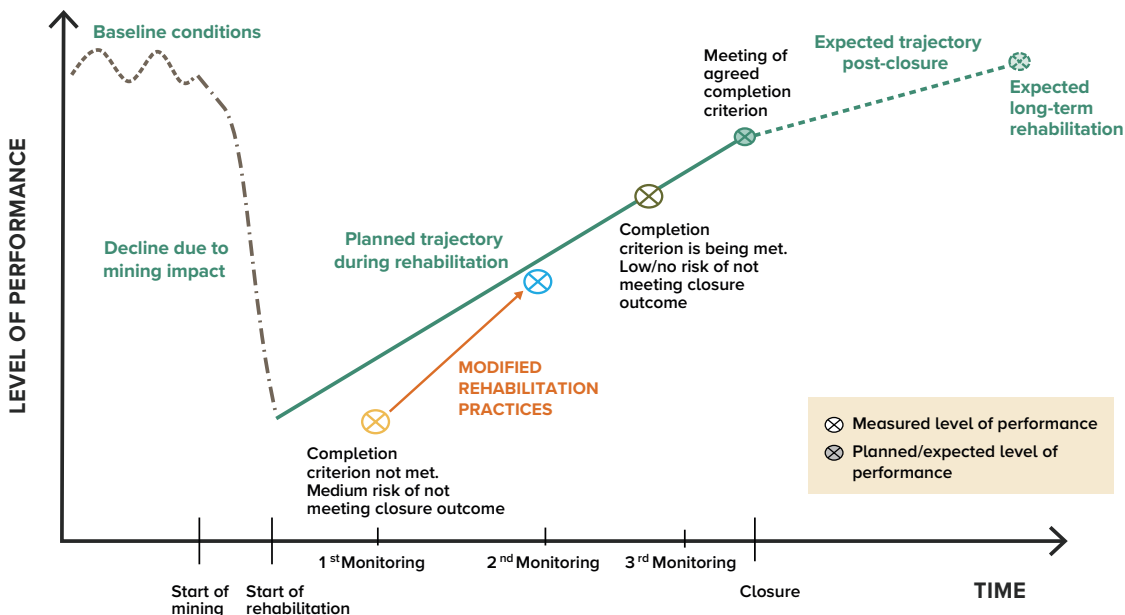 Baseline conditions
Meeting of
agreed
completion
criterion
Expected trajectory
post-closure
Expected
long-term
rehabilitation
LEVEL OF PERFORMANCE
Decline due to
mining impact
Planned trajectory
during rehabilitation
Completion
criterion is being met.
Low/no risk of not
meeting closure
outcome
MODIFIED
REHABILITATION
PRACTICES
Completion
criterion not met.
Medium risk of not
meeting closure outcome
Measured level of performance
Planned/expected level of
performance
1st Monitoring
2nd Monitoring
3rd Monitoring
Start of
mining
Start of
rehabilitation
Closure
TIME